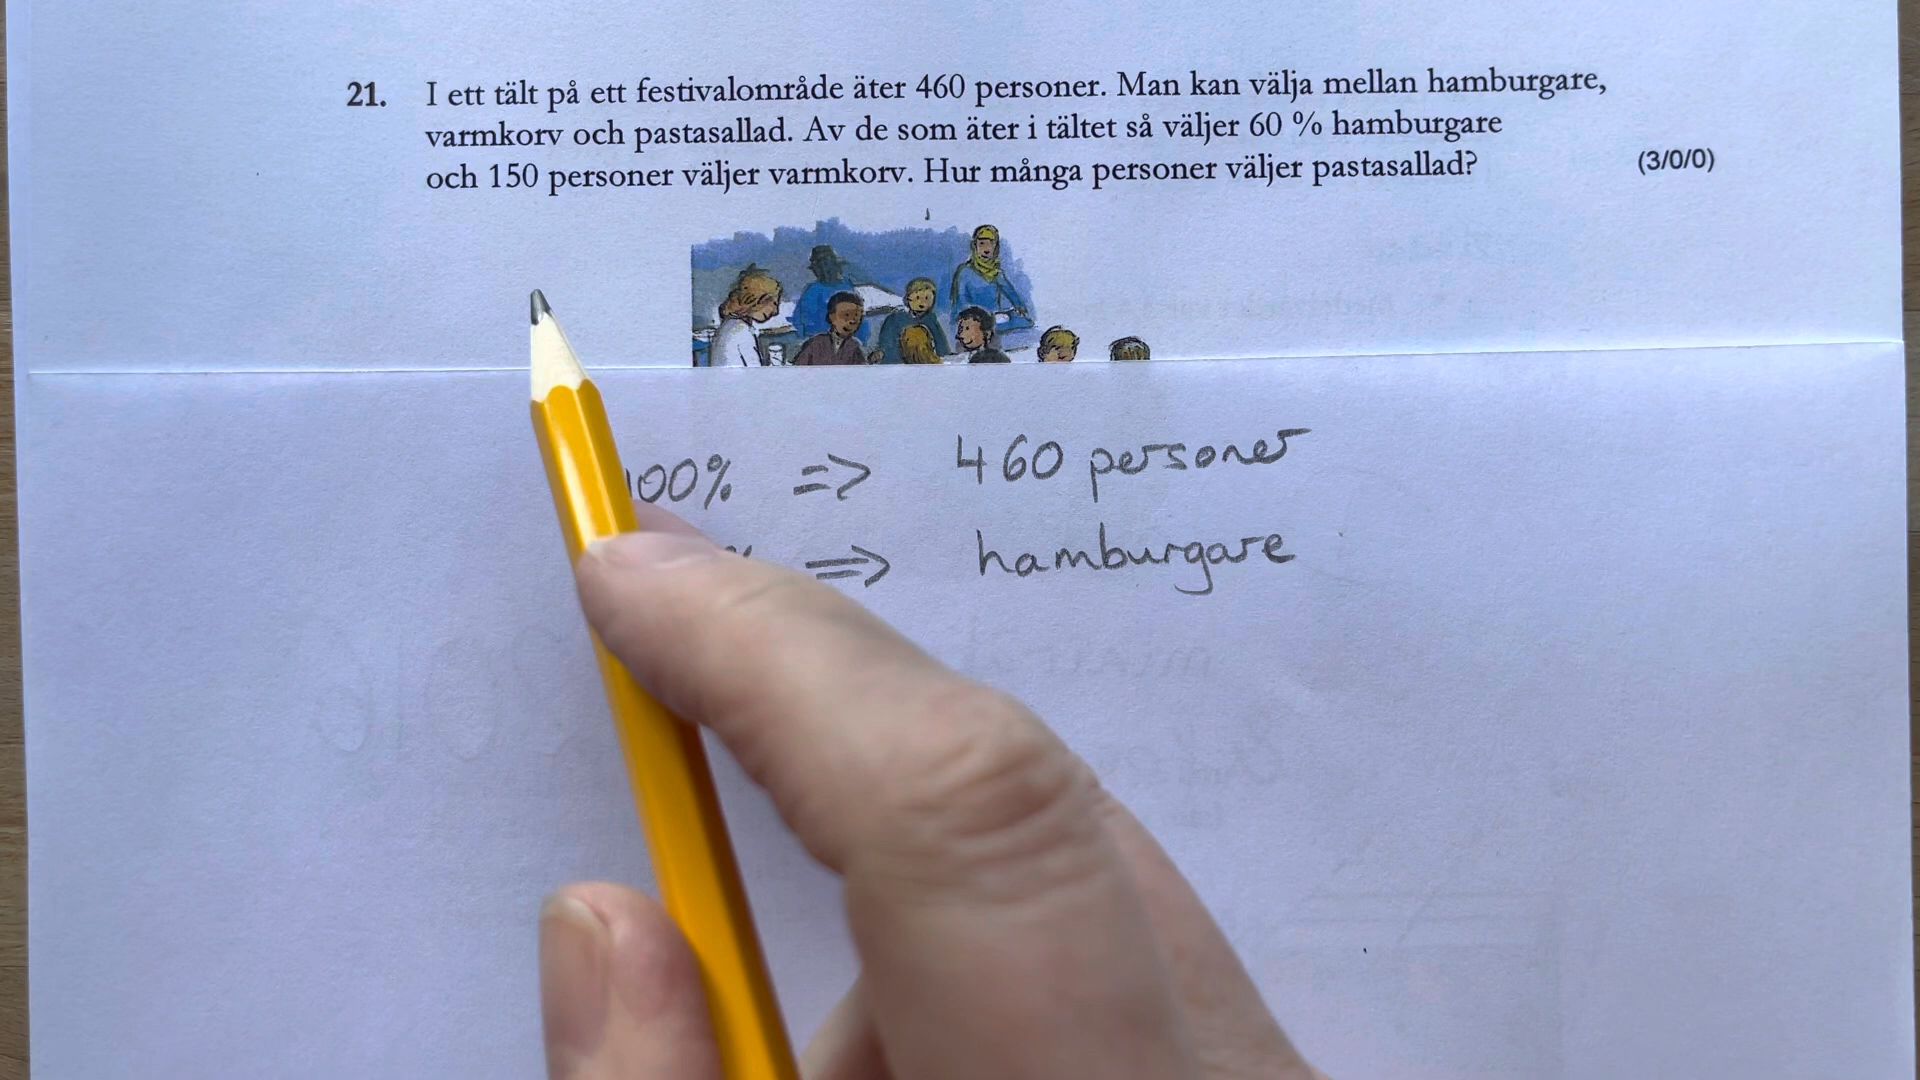 21. I ett tält på ett festivalområde äter 460 personer. Man kan välja mellan hamburgare,
varmkorv och pastasallad. Av de som äter i tältet så väljer 60 % hamburgare
och 150 personer väljer varmkorv. Hur många personer väljer pastasallad? (3/0/0)
100% => 460 personer
% => hamburgare